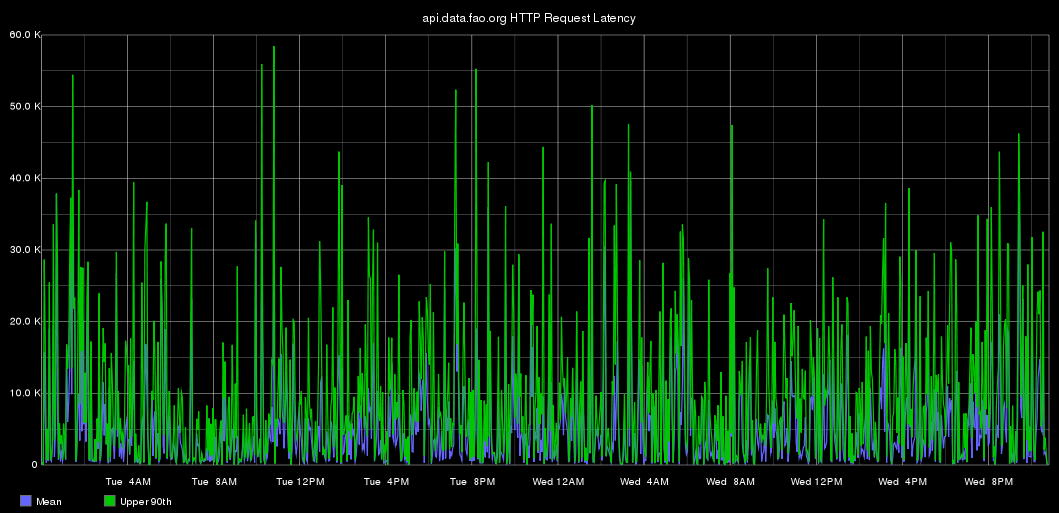 api.data.fao.org HTTP Request Latency
60.0 K
50.0 K
40.0 K
30.0 K
20.0 K
10.0 K
0
Tue 4AM Tue 8AM Tue 12PM Tue 4PM Tue 8PM Wed 12AM Wed 4AM Wed 8AM Wed 12PM Wed 4PM Wed 8PM
Mean Upper 90th